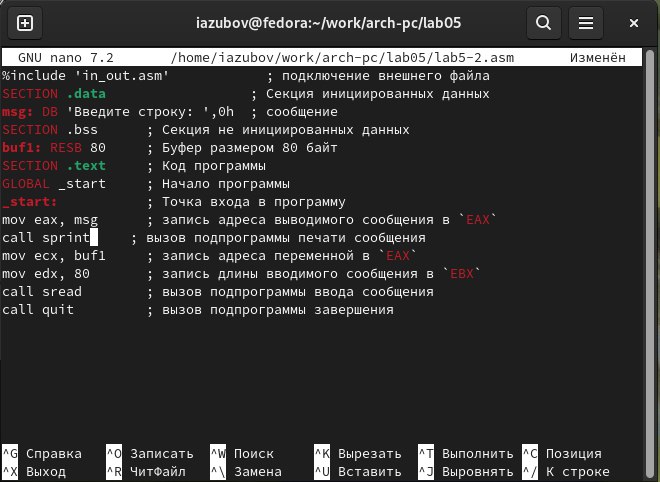 iazubov@fedora:~/work/arch-pc/lab05
GNU nano 7.2 /home/iazubov/work/arch-pc/lab05/lab5-2.asm Изменён
%include 'in_out.asm' ; подключение внешнего файла
SECTION .data ; Секция инициированных данных
msg: DB 'Введите строку: ',0h ; сообщение
SECTION .bss ; Секция не инициированных данных
buf1: RESB 80 ; Буфер размером 80 байт
SECTION .text ; Код программы
GLOBAL _start ; Начало программы
_start: ; Точка входа в программу
mov eax, msg ; запись адреса выводимого сообщения в `EAX`
call sprint ; вызов подпрограммы печати сообщения
mov ecx, buf1 ; запись адреса переменной в `EAX`
mov edx, 80 ; запись длины вводимого сообщения в `EBX`
call sread ; вызов подпрограммы ввода сообщения
call quit ; вызов подпрограммы завершения
^G Справка ^O Записать ^W Поиск ^K Вырезать ^T Выполнить ^C Позиция
^X Выход ^R ЧитФайл ^\ Замена ^U Вставить ^J Выровнять ^/ К строке